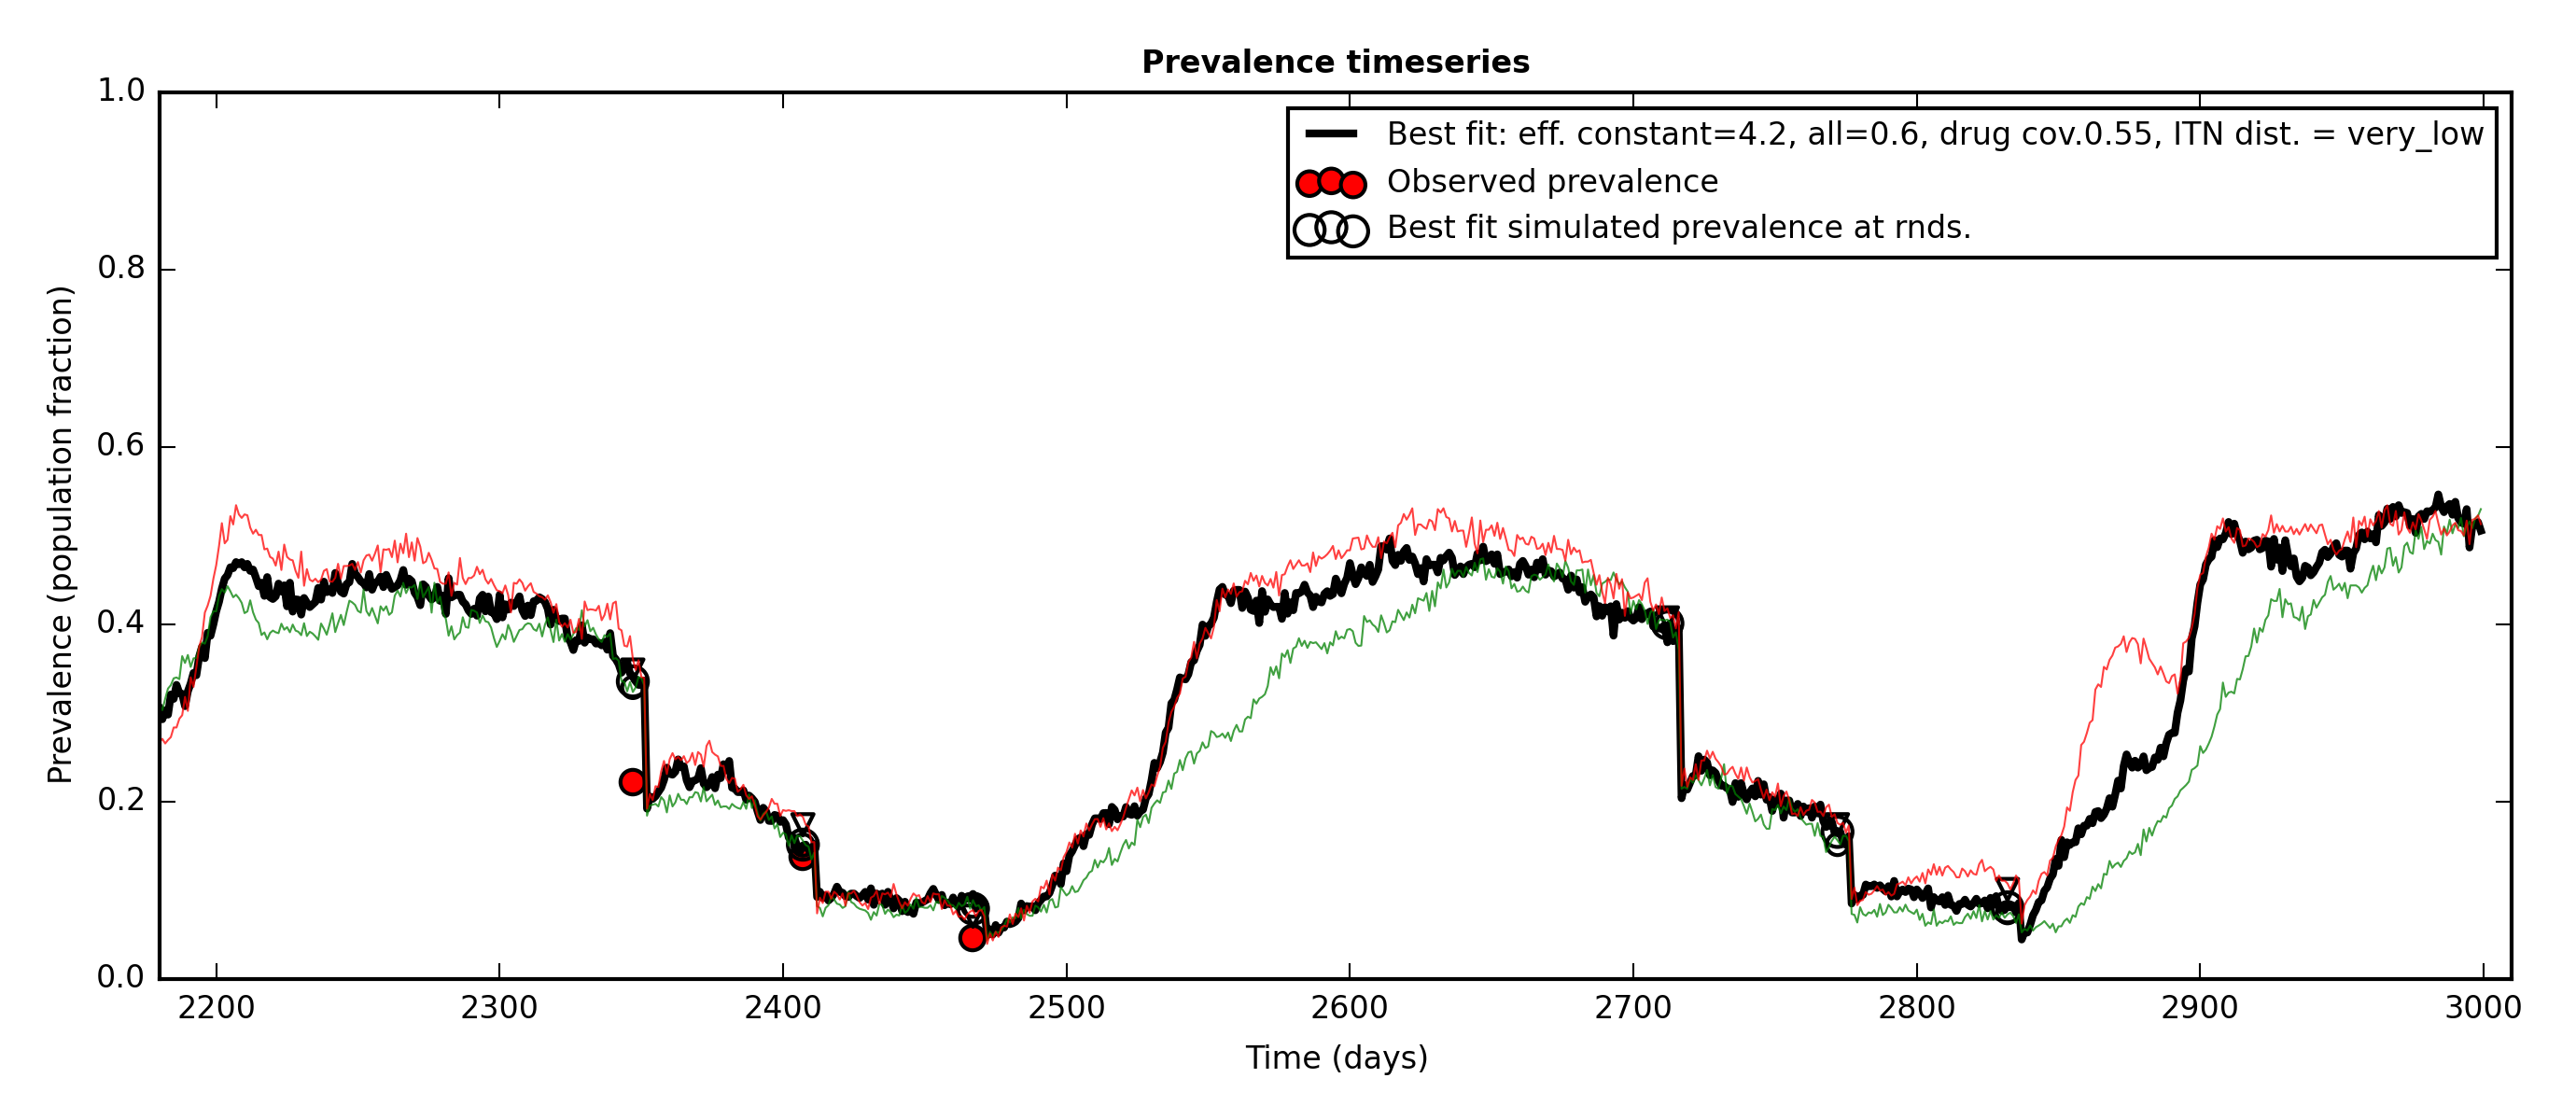 Prevalence timeseries
Best fit: eff. constant=4.2, all=0.6, drug cov.0.55, ITN dist. = very_low
Observed prevalence
Best fit simulated prevalence at rnds.
Prevalence (population fraction)
1.0
0.8
0.6
0.4
0.2
0.0
2200 2300 2400 2500 2600 2700 2800 2900 3000
Time (days)